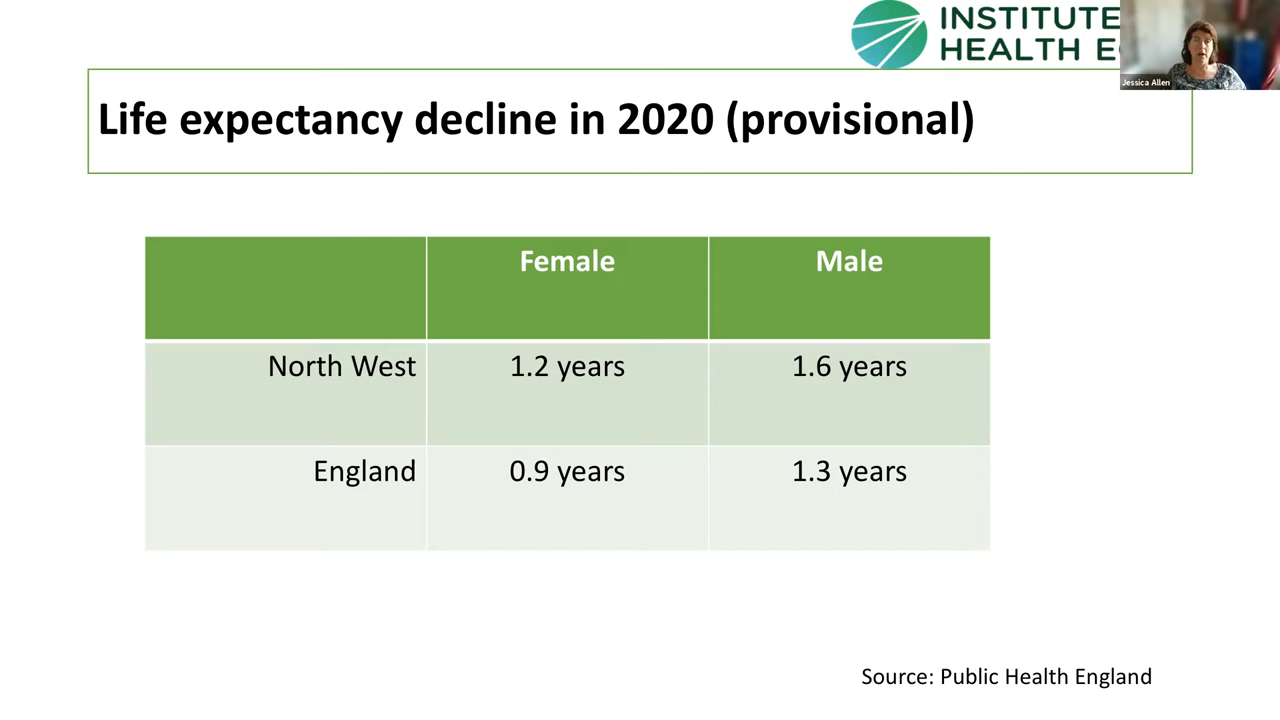 INSTITUTE
HEALTH E
Jessica Allen
Life expectancy decline in 2020 (provisional)
Female Male
North West 1.2 years 1.6 years
England 0.9 years 1.3 years
Source: Public Health England